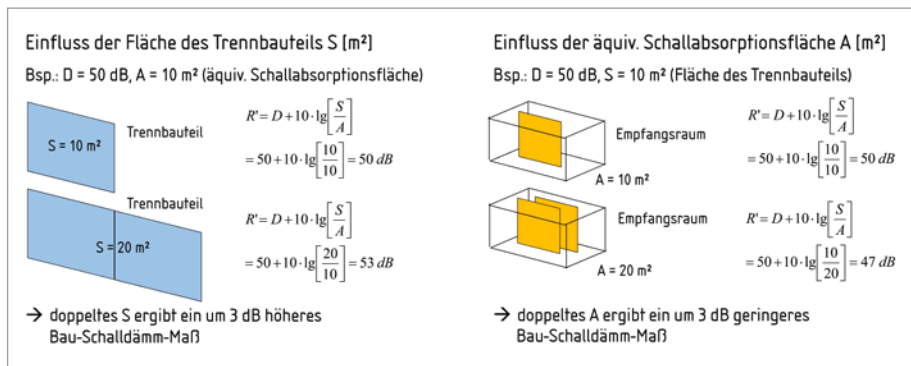 Einfluss der Fläche des Trennbauteils S [m²]
Bsp.: D = 50 dB, A = 10 m² (äquiv. Schallabsorptionsfläche)
S = 10 m²
Trennbauteil
R' = D + 10 · lg[S/A]
= 50 + 10 · lg[10/10] = 50 dB
Trennbauteil
S = 20 m²
R' = D + 10 · lg[S/A]
= 50 + 10 · lg[20/10] = 53 dB
→ doppeltes S ergibt ein um 3 dB höheres
Bau-Schalldämm-Maß
Einfluss der äquiv. Schallabsorptionsfläche A [m²]
Bsp.: D = 50 dB, S = 10 m² (Fläche des Trennbauteils)
Empfangsraum
A = 10 m²
R' = D + 10 · lg[S/A]
= 50 + 10 · lg[10/10] = 50 dB
Empfangsraum
A = 20 m²
R' = D + 10 · lg[S/A]
= 50 + 10 · lg[10/20] = 47 dB
→ doppeltes A ergibt ein um 3 dB geringeres
Bau-Schalldämm-Maß